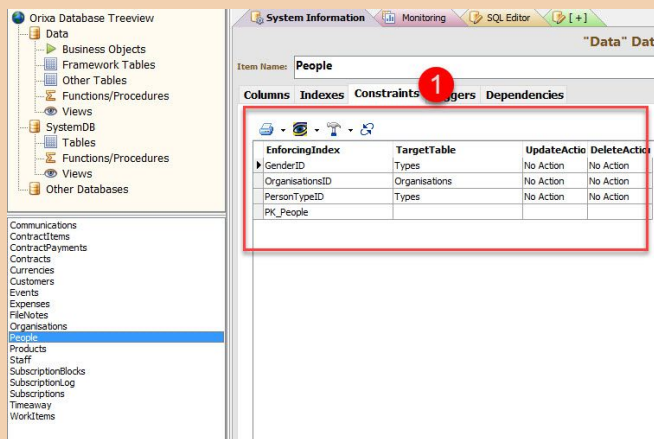 Orixa Database Treeview
Data
Business Objects
Framework Tables
Other Tables
Functions/Procedures
Views
SystemDB
Tables
Functions/Procedures
Views
Other Databases
Communications
ContractItems
ContractPayments
Contracts
Currencies
Customers
Events
Expenses
FileNotes
Organisations
People
Products
Staff
SubscriptionBlocks
SubscriptionLog
Subscriptions
Timeaway
WorkItems
System Information Monitoring SQL Editor [+]
"Data" Dat
Item Name: People
1
Columns Indexes Constraints ggers Dependencies
EnforcingIndex TargetTable UpdateActio DeleteAction
GenderID Types No Action No Action
OrganisationsID Organisations No Action No Action
PersonTypeID Types No Action No Action
PK_People